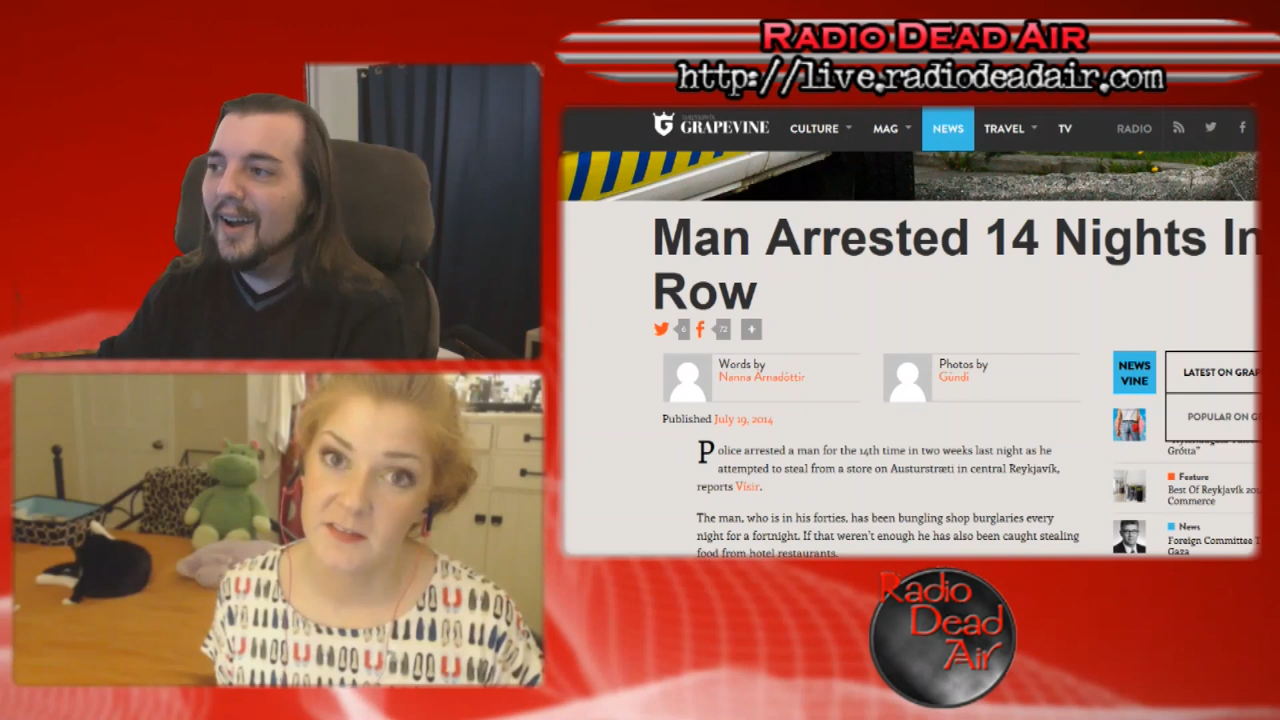 RADIO DEAD AIR
http://live.radiodeadair.com
GRAPEVINE
CULTURE
MAG
NEWS
TRAVEL
TV
RADIO
Man Arrested 14 Nights In
Row
6
72
+
Words by
Nanna Árnadóttir
Photos by
Gúndi
Published July 19, 2014
Police arrested a man for the 14th time in two weeks last night as he
attempted to steal from a store on Austurstræti in central Reykjavík,
reports Vísir.
The man, who is in his forties, has been bungling shop burglaries every
night for a fortnight. If that weren't enough he has also been caught stealing
food from hotel restaurants.
NEWS
VINE
LATEST ON GRAP
POPULAR ON G
Grótta"
Feature
Best Of Reykjavík 201
Commerce
News
Foreign Committee T
Gaza
Radio
Dead
Air